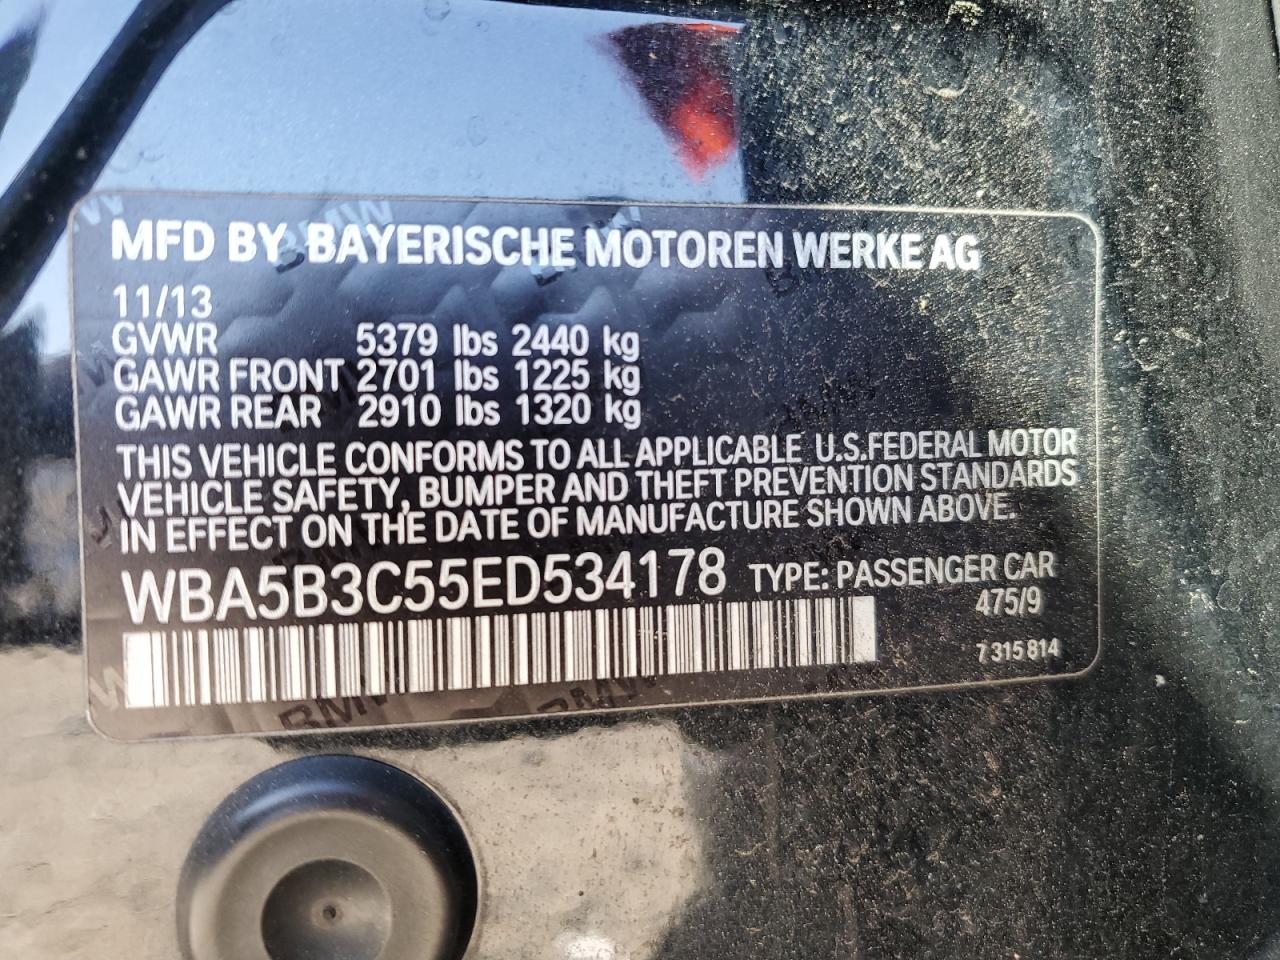 MFD BY BAYERISCHE MOTOREN WERKE AG
11/13
GVWR 5379 lbs 2440 kg
GAWR FRONT 2701 lbs 1225 kg
GAWR REAR 2910 lbs 1320 kg
THIS VEHICLE CONFORMS TO ALL APPLICABLE U.S.FEDERAL MOTOR
VEHICLE SAFETY, BUMPER AND THEFT PREVENTION STANDARDS
IN EFFECT ON THE DATE OF MANUFACTURE SHOWN ABOVE.
WBA5B3C55ED534178 TYPE: PASSENGER CAR
475/9
7 315 814
BMW